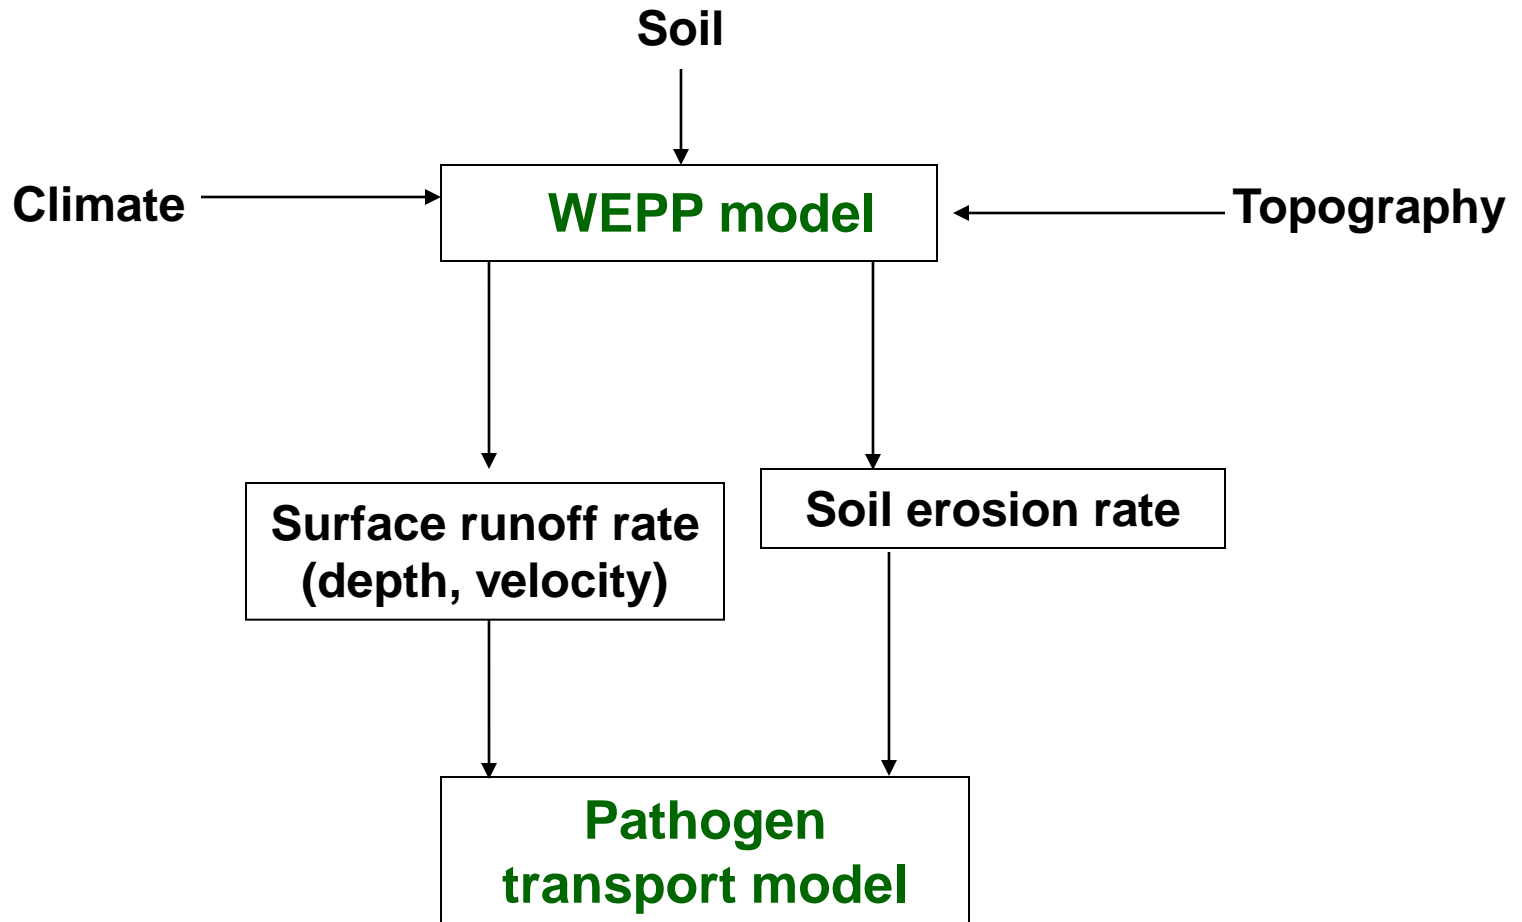 Soil
Climate
WEPP model
Topography
Surface runoff rate
(depth, velocity)
Soil erosion rate
Pathogen
transport model